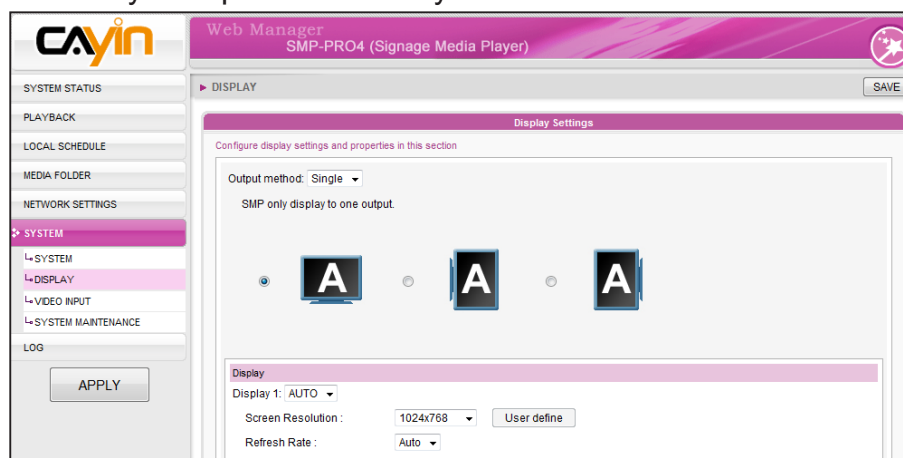 CAYin
Web Manager
SMP-PRO4 (Signage Media Player)
SYSTEM STATUS
PLAYBACK
LOCAL SCHEDULE
MEDIA FOLDER
NETWORK SETTINGS
SYSTEM
SYSTEM
DISPLAY
VIDEO INPUT
SYSTEM MAINTENANCE
LOG
APPLY
DISPLAY
SAVE
Display Settings
Configure display settings and properties in this section
Output method: Single
SMP only display to one output.
A A A
Display
Display 1: AUTO
Screen Resolution : 1024x768 User define
Refresh Rate : Auto